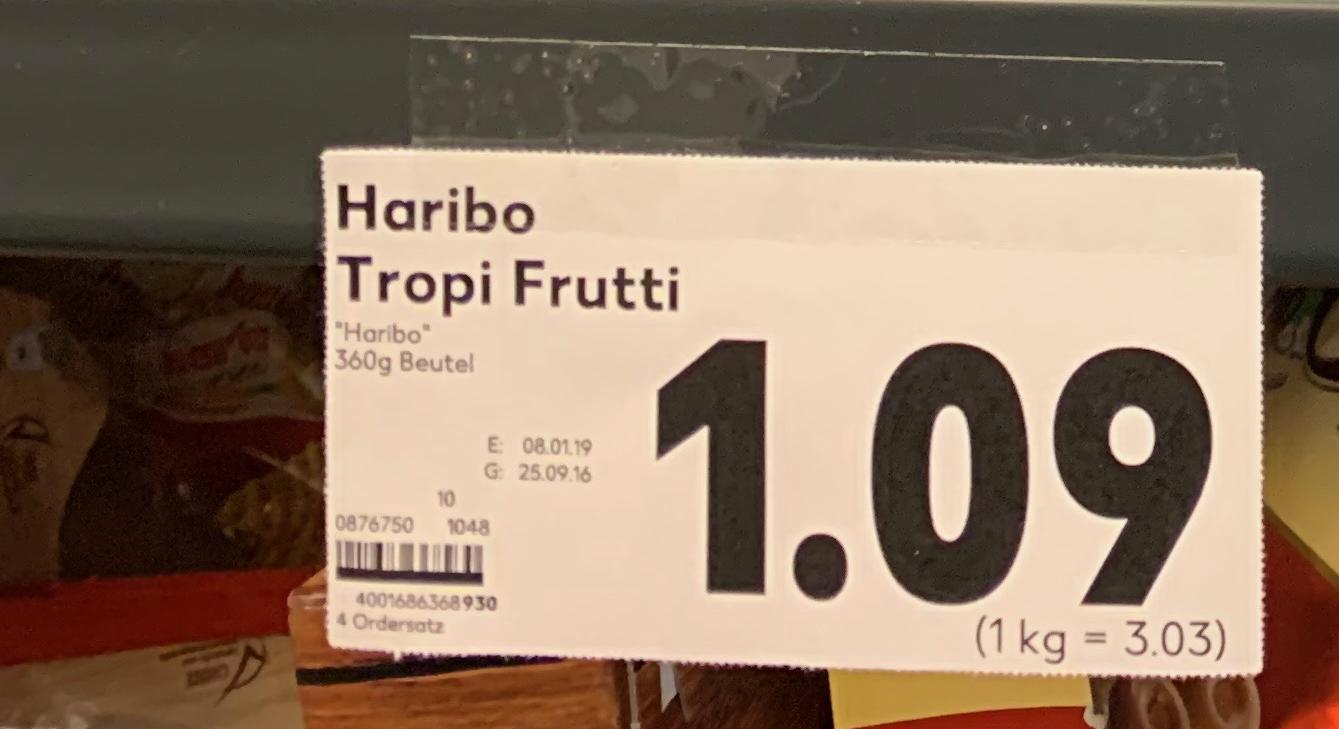 Haribo
Tropi Frutti
"Haribo"
360g Beutel
1.09
E: 08.01.19
G: 25.09.16
10
0876750 1048
4001686368930
4 Ordersatz
(1 kg = 3.03)